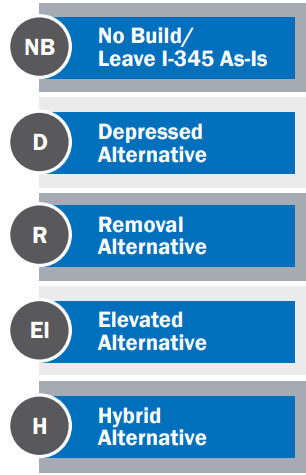 NB
No Build/
Leave I-345 As-Is
D
Depressed
Alternative
R
Removal
Alternative
El
Elevated
Alternative
H
Hybrid
Alternative